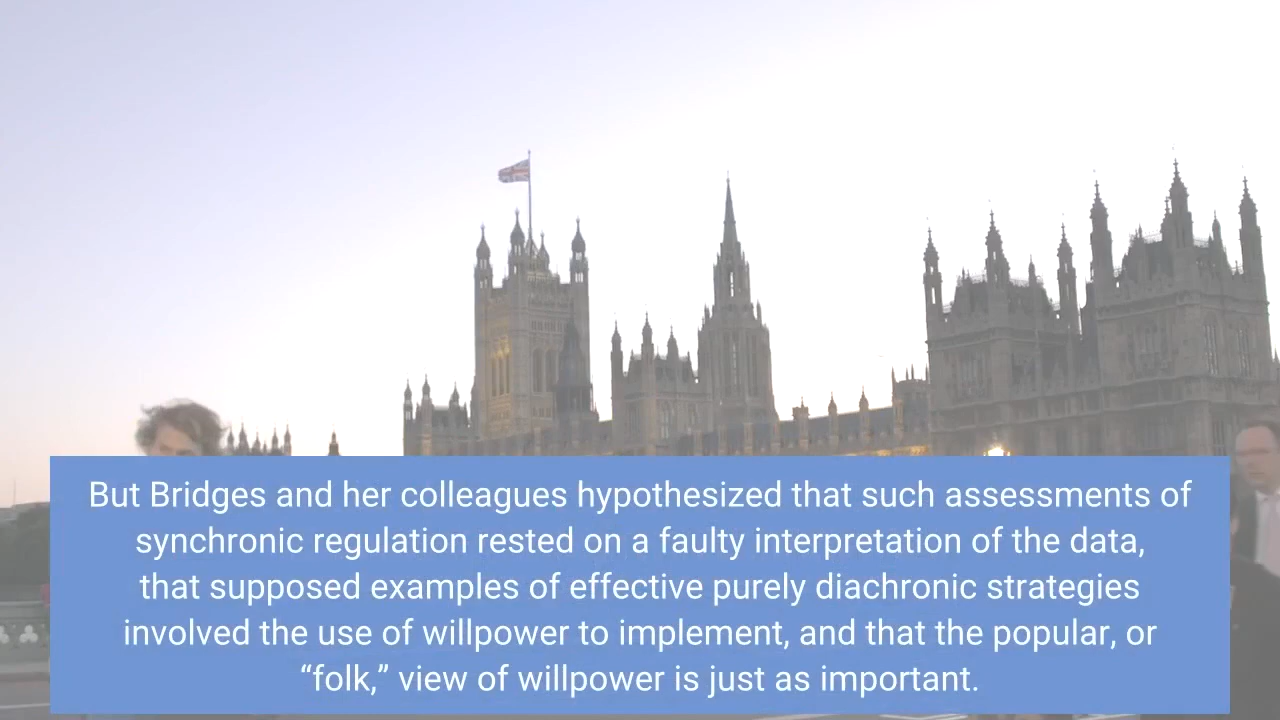 But Bridges and her colleagues hypothesized that such assessments of
synchronic regulation rested on a faulty interpretation of the data,
that supposed examples of effective purely diachronic strategies
involved the use of willpower to implement, and that the popular, or
“folk,” view of willpower is just as important.